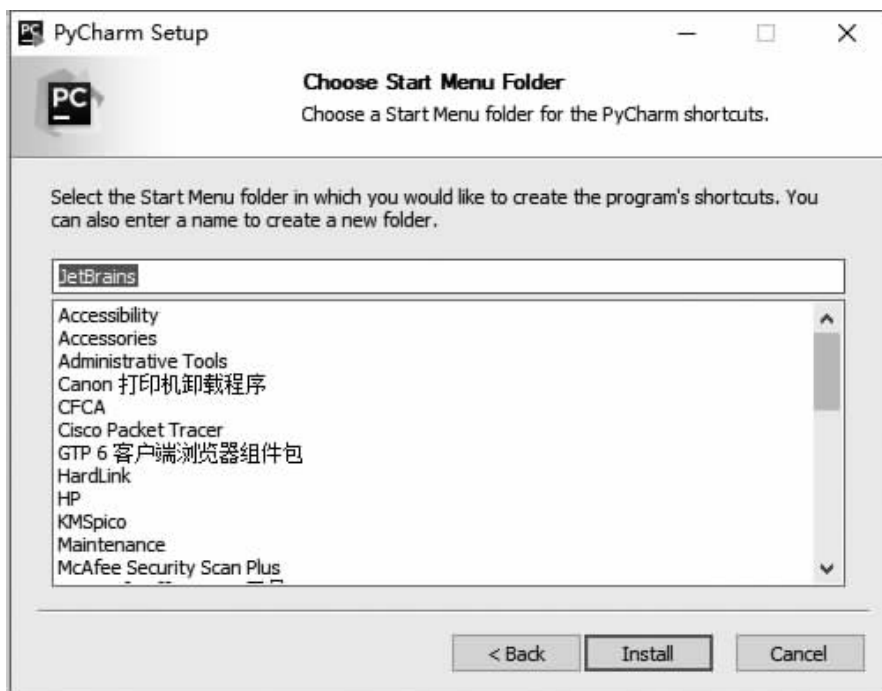 PC PyCharm Setup
PC
Choose Start Menu Folder
Choose a Start Menu folder for the PyCharm shortcuts.
Select the Start Menu folder in which you would like to create the program's shortcuts. You
can also enter a name to create a new folder.
JetBrains
Accessibility
Accessories
Administrative Tools
Canon 打印机卸载程序
CFCA
Cisco Packet Tracer
GTP 6 客户端浏览器组件包
HardLink
HP
KMSpico
Maintenance
McAfee Security Scan Plus
< Back
Install
Cancel